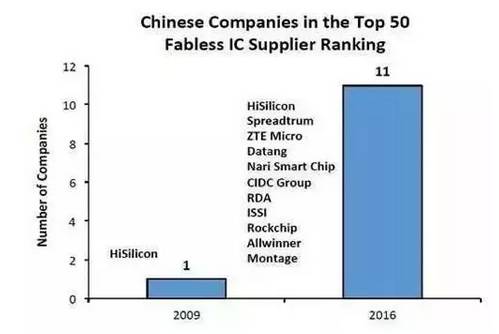 Chinese Companies in the Top 50
Fabless IC Supplier Ranking
Number of Companies
12
10
8
6
4
2
0
HiSilicon
1
2009
HiSilicon
Spreadtrum
ZTE Micro
Datang
Nari Smart Chip
CIDC Group
RDA
ISSI
Rockchip
Allwinner
Montage
11
2016